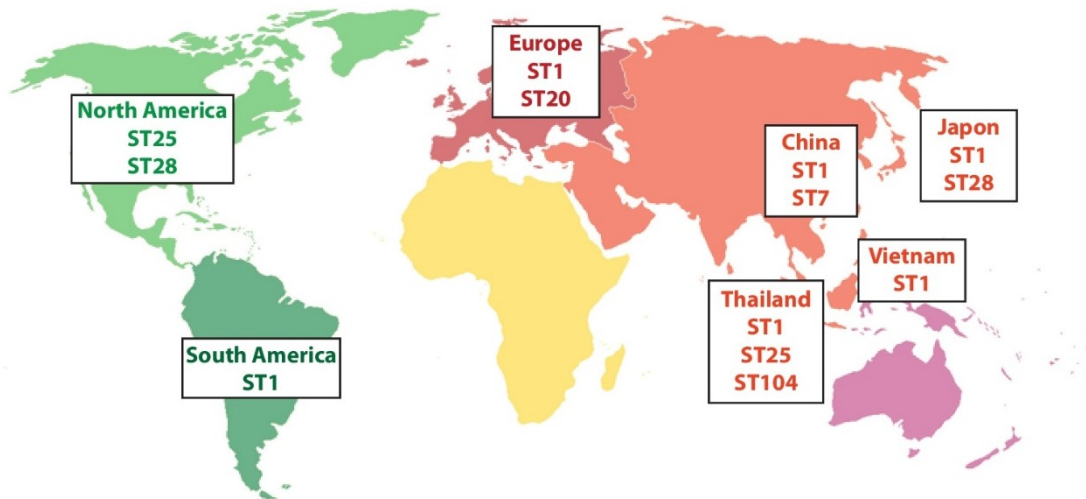 Europe
ST1
ST20
North America
ST25
ST28
China
ST1
ST7
Japon
ST1
ST28
Vietnam
ST1
Thailand
ST1
ST25
ST104
South America
ST1